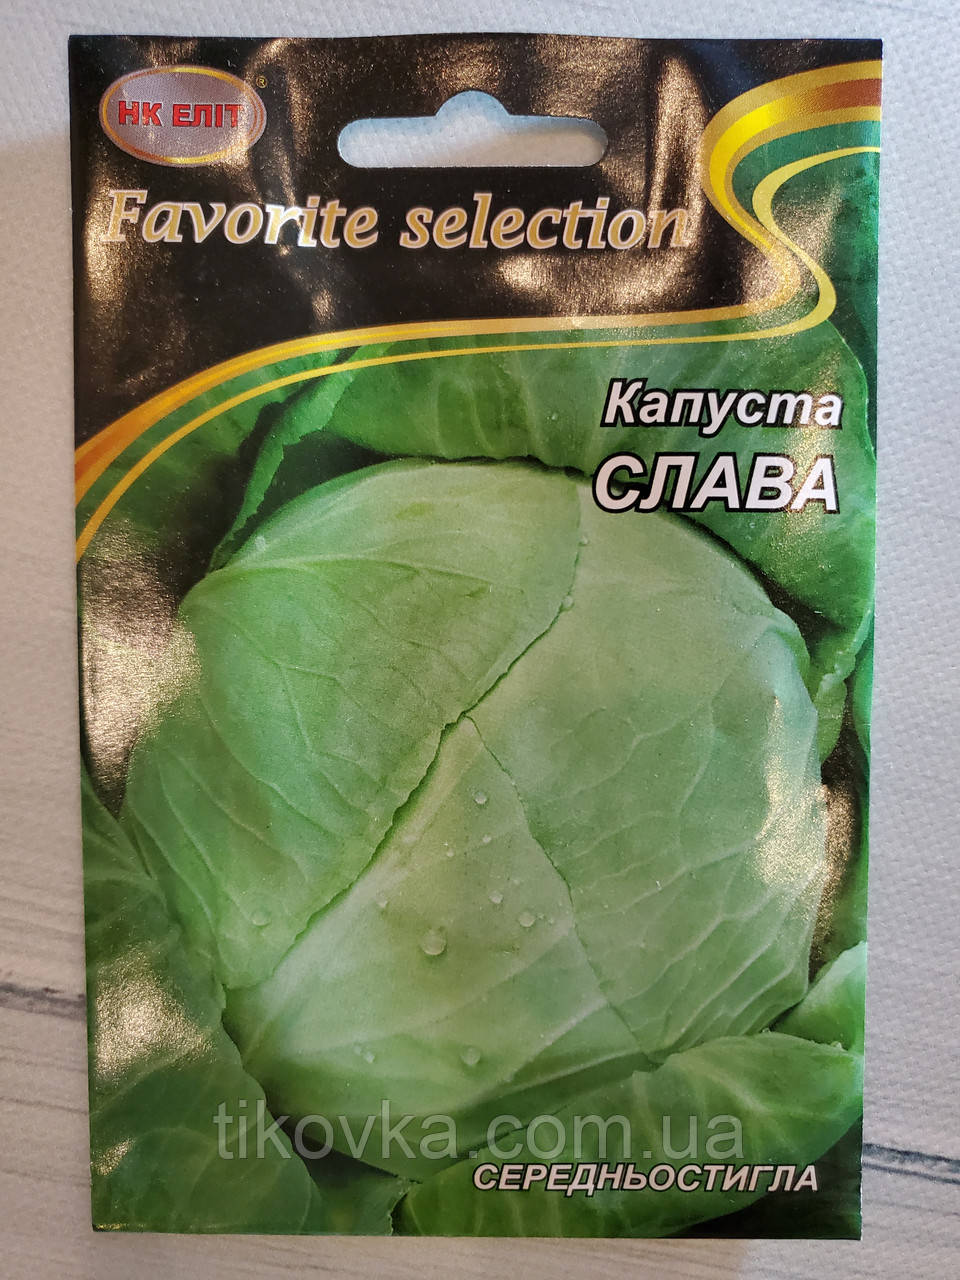 НК ЕЛІТ ®
Favorite selection
Капуста
СЛАВА
tikovka.com.ua
СЕРЕДНЬОСТИГЛА